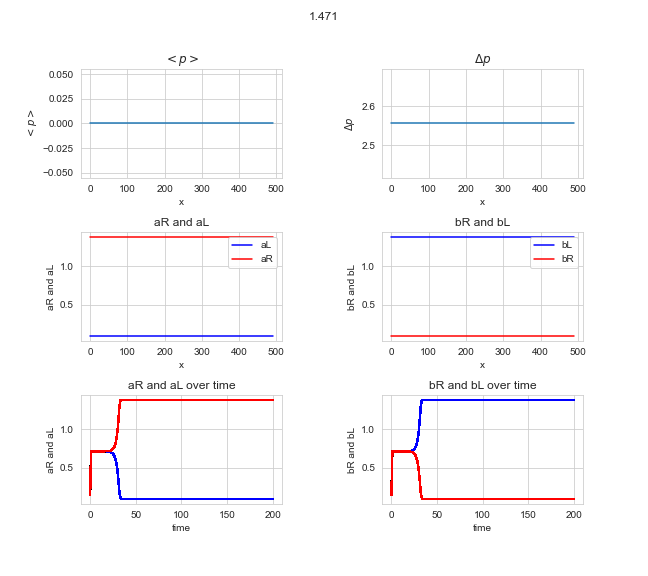 1.471
< p >
Δp
0.050
0.025
0.000
−0.025
−0.050
< p >
0 100 200 300 400 500
x
2.6
2.5
Δp
0 100 200 300 400 500
x
aR and aL
bR and bL
1.0
0.5
aR and aL
aL
aR
0 100 200 300 400 500
x
1.0
0.5
bR and bL
bL
bR
0 100 200 300 400 500
x
aR and aL over time
bR and bL over time
1.0
0.5
aR and aL
0 50 100 150 200
time
1.0
0.5
bR and bL
0 50 100 150 200
time